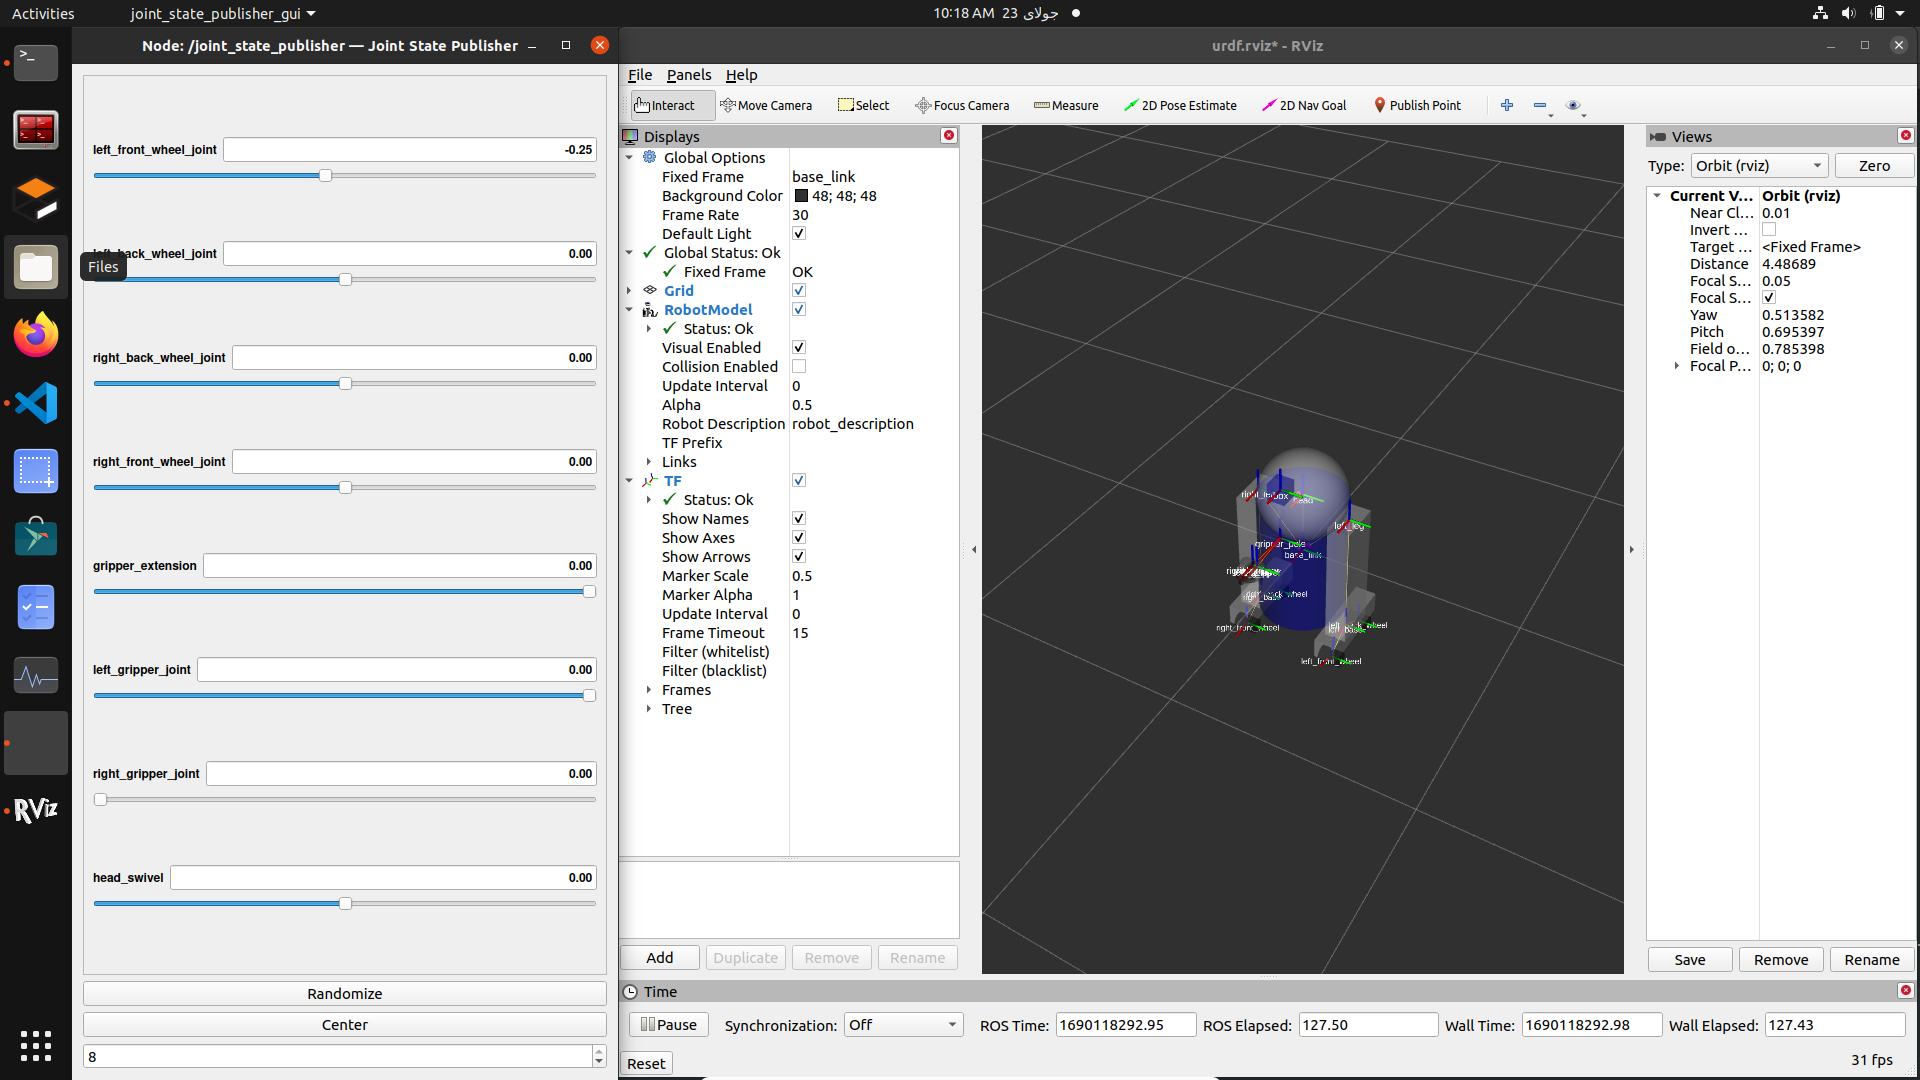 Activities
joint_state_publisher_gui
10:18 AM 23 جولای
Node: /joint_state_publisher — Joint State Publisher
left_front_wheel_joint -0.25
back_wheel_joint 0.00
Files
right_back_wheel_joint 0.00
right_front_wheel_joint 0.00
gripper_extension 0.00
left_gripper_joint 0.00
right_gripper_joint 0.00
head_swivel 0.00
Randomize
Center
8
RViz
urdf.rviz* - RViz
File Panels Help
Interact Move Camera Select Focus Camera Measure 2D Pose Estimate 2D Nav Goal Publish Point
Displays
Global Options
Fixed Frame base_link
Background Color 48; 48; 48
Frame Rate 30
Default Light
Global Status: Ok
Fixed Frame OK
Grid
RobotModel
Status: Ok
Visual Enabled
Collision Enabled
Update Interval 0
Alpha 0.5
Robot Description robot_description
TF Prefix
Links
TF
Status: Ok
Show Names
Show Axes
Show Arrows
Marker Scale 0.5
Marker Alpha 1
Update Interval 0
Frame Timeout 15
Filter (whitelist)
Filter (blacklist)
Frames
Tree
Add Duplicate Remove Rename
box
head
left_leg
gripper_pole
base_link
right_front_wheel
left_front_wheel
Views
Type: Orbit (rviz) Zero
Current V... Orbit (rviz)
Near Cl... 0.01
Invert ...
Target ... <Fixed Frame>
Distance 4.48689
Focal S... 0.05
Focal S...
Yaw 0.513582
Pitch 0.695397
Field o... 0.785398
Focal P... 0; 0; 0
Save Remove Rename
Time
Pause Synchronization: Off ROS Time: 1690118292.95 ROS Elapsed: 127.50 Wall Time: 1690118292.98 Wall Elapsed: 127.43
Reset
31 fps